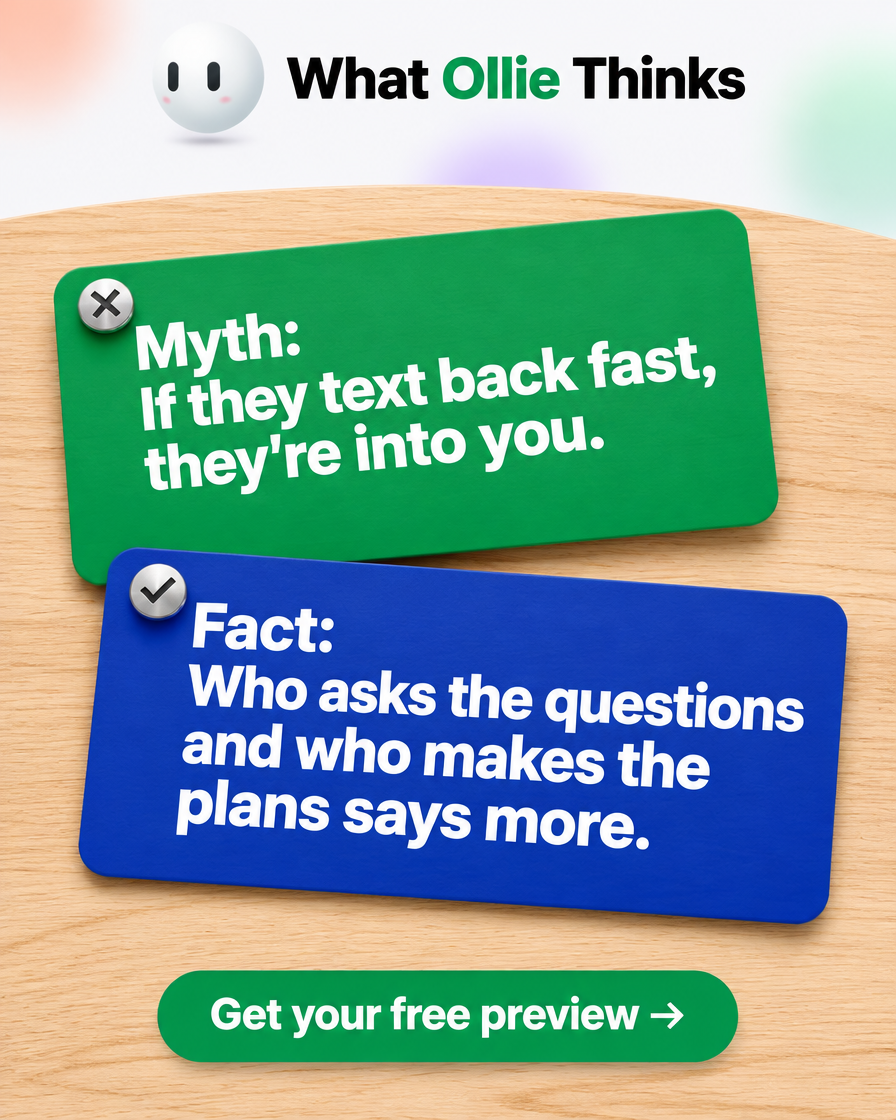 What Ollie Thinks
Myth:
If they text back fast,
they're into you.
Fact:
Who asks the questions
and who makes the
plans says more.
Get your free preview →